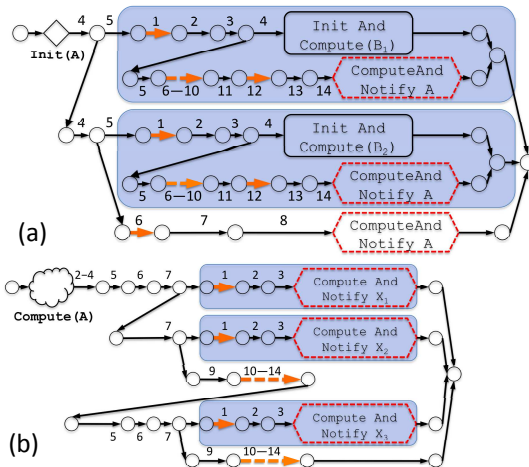 4 5 1 2 3 4 Init And
Compute(B₁)
Init(A)
5 6—10 11 12 13 14 ComputeAnd
Notify A
4 5 1 2 3 4 Init And
Compute(B₂)
5 6—10 11 12 13 14 ComputeAnd
Notify A
6 7 8 ComputeAnd
Notify A
(a)
2-4 5 6 7 1 2 3 Compute And
Notify X₁
Compute(A)
7 1 2 3 Compute And
Notify X₂
9 10—14
5 6 7 1 2 3 Compute And
Notify X₃
9 10—14
(b)